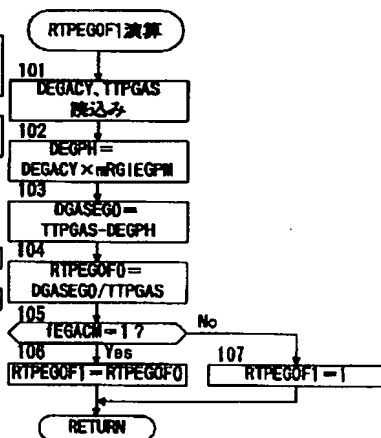 RTPEGOF1演算
101
DEGACY、TTPGAS
読込み
102
DEGPH=
DEGACY×mRGIEGPM
103
DGASEGO=
TTPGAS-DEGPH
104
RTPEGOF0=
DGASEGO/TTPGAS
105
fEGACM=1?
No
106
Yes
107
RTPEGOF1=RTPEGOF0
RTPEGOF1=1
RETURN